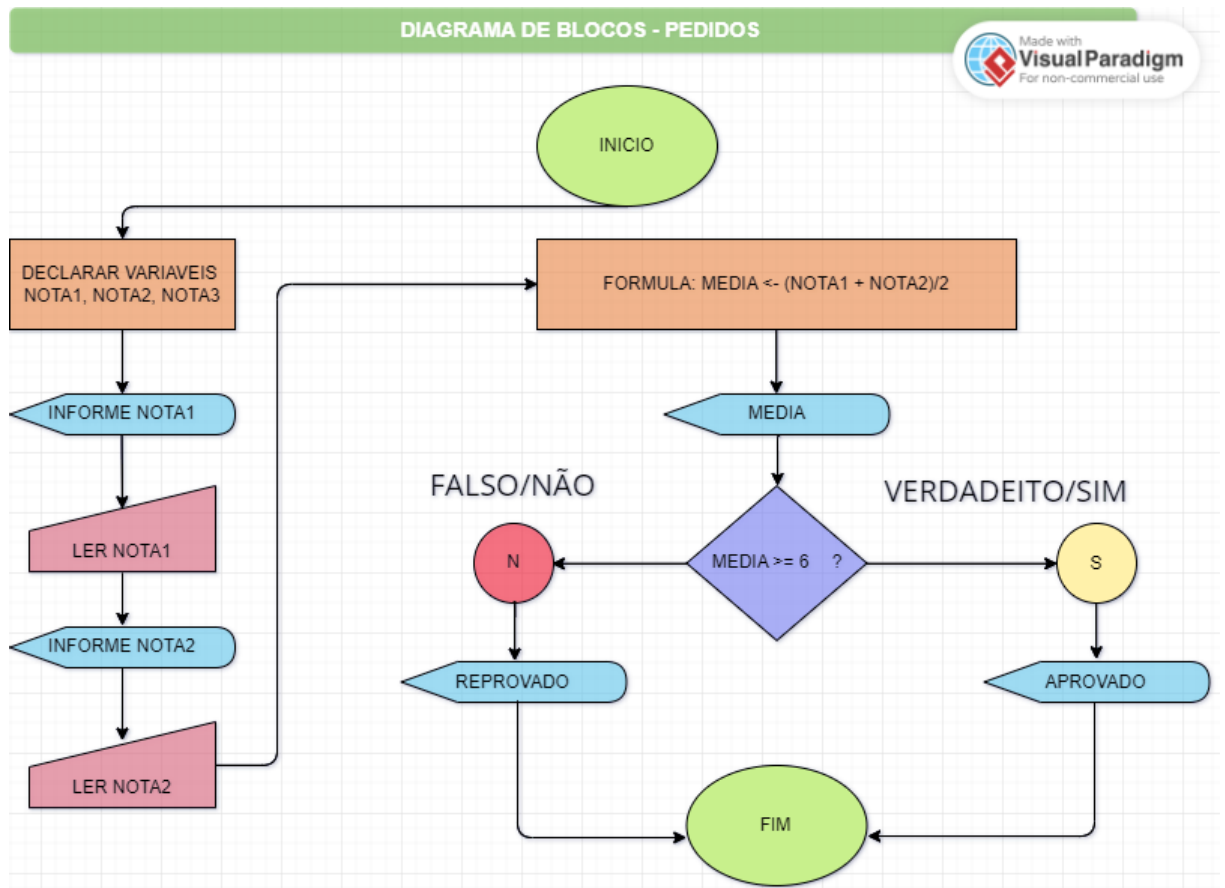 DIAGRAMA DE BLOCOS - PEDIDOS
Made with
Visual Paradigm
For non-commercial use
INICIO
DECLARAR VARIAVEIS
NOTA1, NOTA2, NOTA3
INFORME NOTA1
LER NOTA1
INFORME NOTA2
LER NOTA2
FORMULA: MEDIA <- (NOTA1 + NOTA2)/2
MEDIA
MEDIA >= 6 ?
FALSO/NÃO
N
REPROVADO
VERDADEITO/SIM
S
APROVADO
FIM